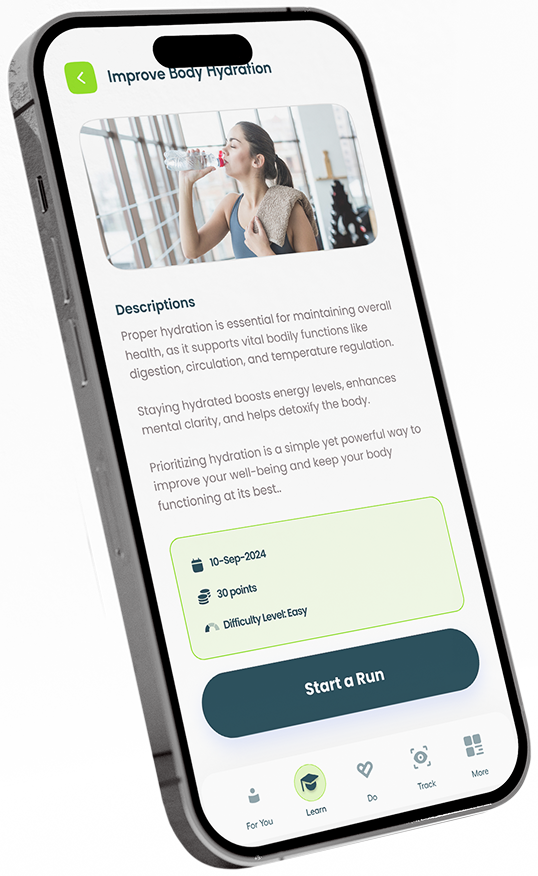 Improve Body Hydration
Descriptions
Proper hydration is essential for maintaining overall
health, as it supports vital bodily functions like
digestion, circulation, and temperature regulation.
Staying hydrated boosts energy levels, enhances
mental clarity, and helps detoxify the body.
Prioritizing hydration is a simple yet powerful way to
improve your well-being and keep your body
functioning at its best..
10-Sep-2024
30 points
Difficulty Level: Easy
Start a Run
For You
Learn
Do
Track
More